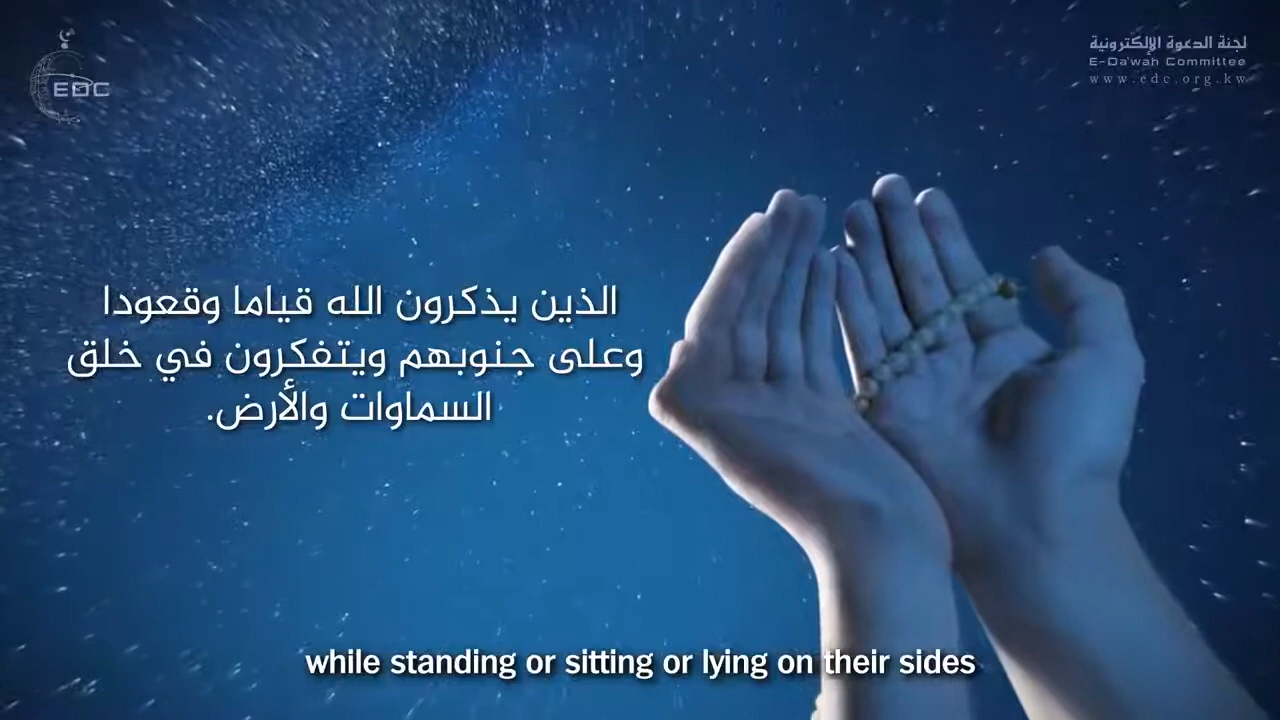 EDC
لجنة الدعوة الإلكترونية
E-Da'wah Committee
www.edc.org.kw
الذين يذكرون الله قياما وقعودا
وعلى جنوبهم ويتفكرون في خلق
السماوات والأرض.
while standing or sitting or lying on their sides